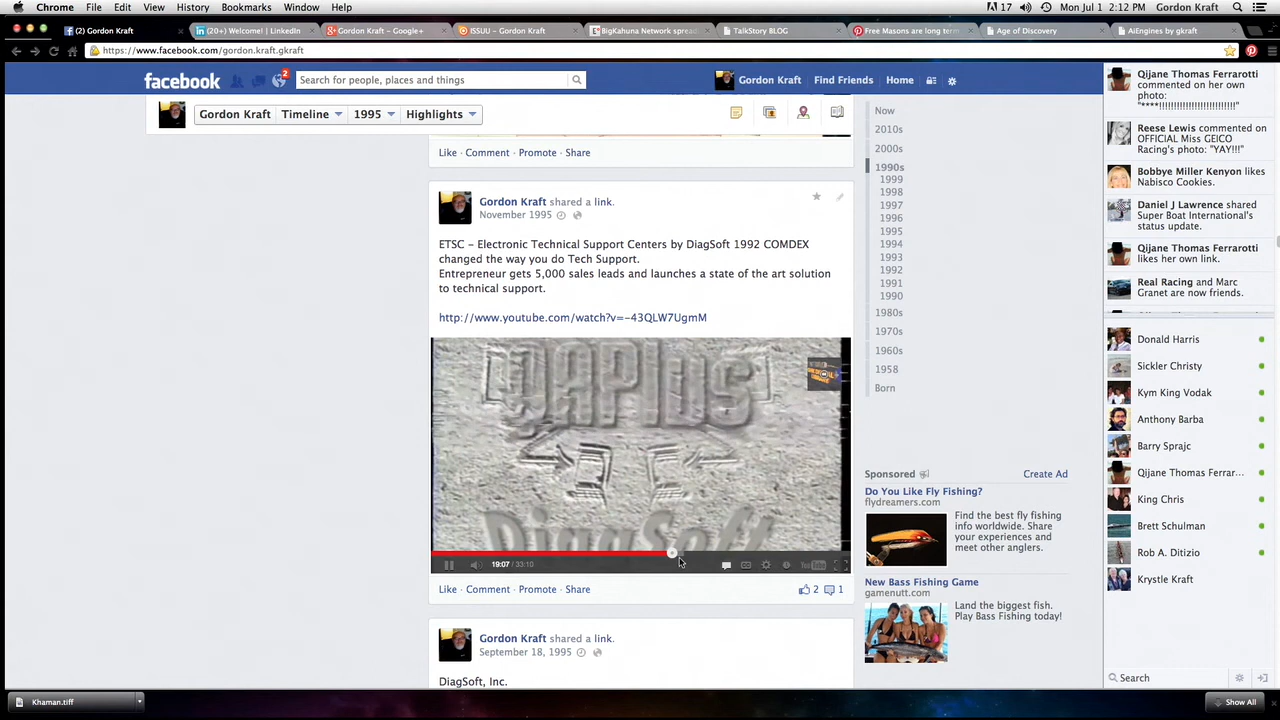 Chrome File Edit View History Bookmarks Window Help
17 Mon Jul 1 2:12 PM Gordon Kraft
(2) Gordon Kraft
(20+) Welcome! | LinkedIn
Gordon Kraft - Google+
ISSUU - Gordon Kraft
BigKahuna Network sprea
TalkStory BLOG
Free Masons are long term
Age of Discovery
AiEngines by gkraft
https://www.facebook.com/gordon.kraft.gkraft
facebook
2
Search for people, places and things
Gordon Kraft Find Friends Home
Gordon Kraft Timeline 1995 Highlights
Like · Comment · Promote · Share
Gordon Kraft shared a link.
November 1995
ETSC - Electronic Technical Support Centers by DiagSoft 1992 COMDEX
changed the way you do Tech Support.
Entrepreneur gets 5,000 sales leads and launches a state of the art solution
to technical support.
http://www.youtube.com/watch?v=-43QLW7UgmM
DiagSoft
19:07 / 33:10
YouTube
Like · Comment · Promote · Share
2 1
Gordon Kraft shared a link.
September 18, 1995
DiagSoft, Inc.
Now
2010s
2000s
1990s
1999
1998
1997
1996
1995
1994
1993
1992
1991
1990
1980s
1970s
1960s
1958
Born
Sponsored Create Ad
Do You Like Fly Fishing?
flydreamers.com
Find the best fly fishing
info worldwide. Share
your experiences and
meet other anglers.
New Bass Fishing Game
gamenutt.com
Land the biggest fish.
Play Bass Fishing today!
Qijane Thomas Ferrarotti
commented on her own
photo:
"****!!!!!!!!!!!!!!!!!!!!!!!!!!"
Reese Lewis commented on
OFFICIAL Miss GEICO
Racing's photo: "YAY!!!"
Bobbye Miller Kenyon likes
Nabisco Cookies.
Daniel J Lawrence shared
Super Boat International's
status update.
Qijane Thomas Ferrarotti
likes her own link.
Real Racing and Marc
Granet are now friends.
Donald Harris
Sickler Christy
Kym King Vodak
Anthony Barba
Barry Sprajc
Qijane Thomas Ferrar...
King Chris
Brett Schulman
Rob A. Ditizio
Krystle Kraft
Search
Khaman.tiff
Show All